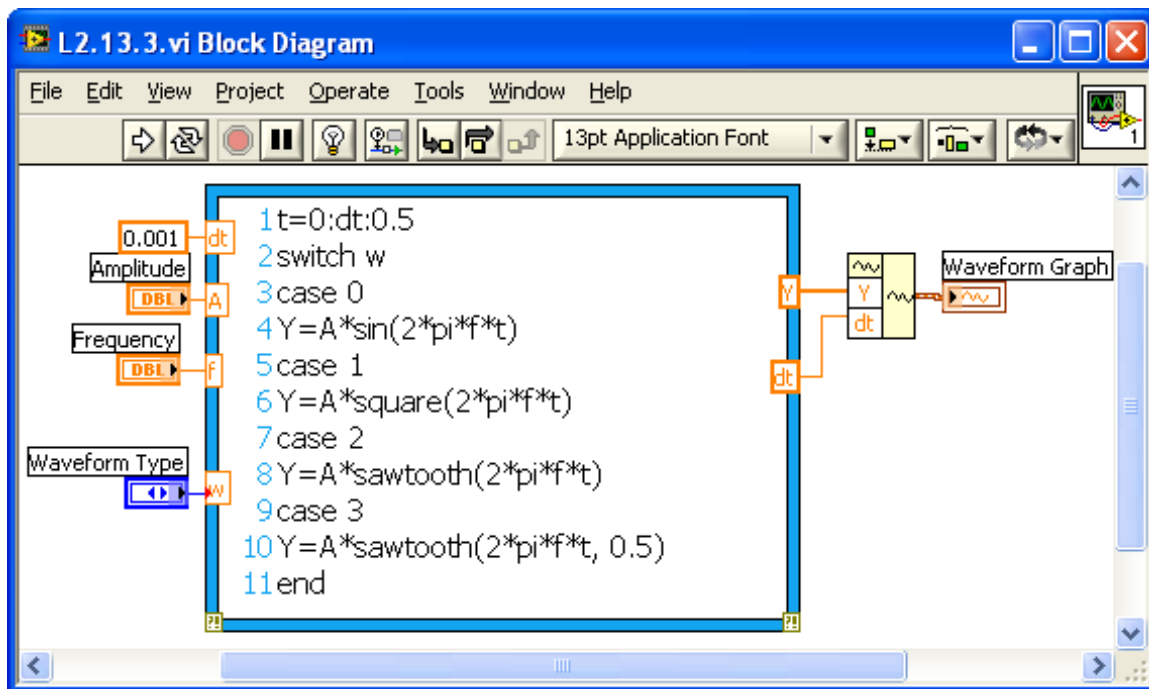 L2.13.3.vi Block Diagram
File Edit View Project Operate Tools Window Help
13pt Application Font
1
0.001
dt
Amplitude
DBL
A
Frequency
DBL
f
Waveform Type
w
1 t=0:dt:0.5
2 switch w
3 case 0
4 Y=A*sin(2*pi*f*t)
5 case 1
6 Y=A*square(2*pi*f*t)
7 case 2
8 Y=A*sawtooth(2*pi*f*t)
9 case 3
10 Y=A*sawtooth(2*pi*f*t, 0.5)
11 end
Y
dt
Y
dt
Waveform Graph